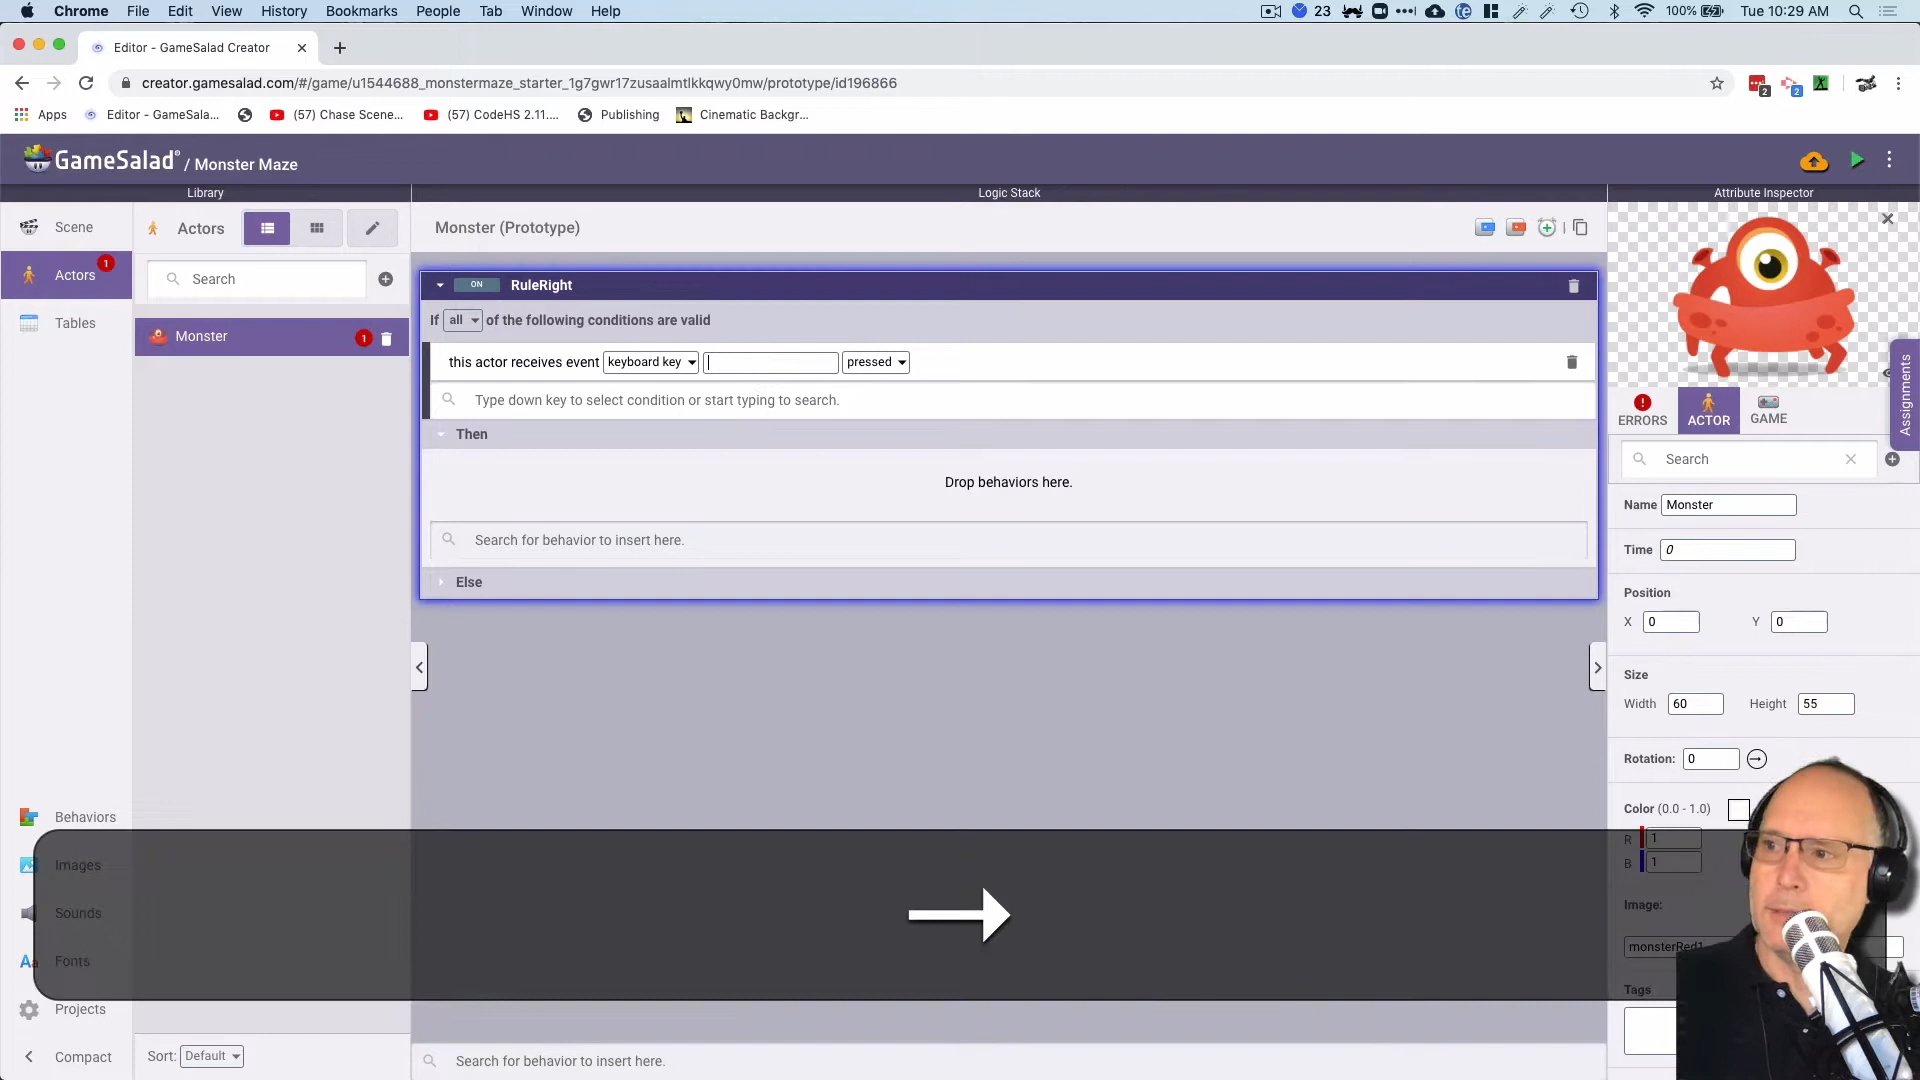 Chrome File Edit View History Bookmarks People Tab Window Help 23 100% Tue 10:29 AM
Editor - GameSalad Creator
creator.gamesalad.com/#/game/u1544688_monstermaze_starter_1g7gwr17zusaalmtlkkqwy0mw/prototype/id196866
2 2
Apps Editor - GameSala... (57) Chase Scene... (57) CodeHS 2.11.... Publishing Cinematic Backgr...
GameSalad® / Monster Maze
Library Logic Stack Attribute Inspector
Scene
Actors 1
Tables
Behaviors
Images
Sounds
Fonts
Projects
Compact
Actors
Search
Monster 1
Sort: Default
Monster (Prototype)
ON RuleRight
If all of the following conditions are valid
this actor receives event keyboard key pressed
Type down key to select condition or start typing to search.
Then
Drop behaviors here.
Search for behavior to insert here.
Else
Search for behavior to insert here.
Assignments
ERRORS ACTOR GAME
Search
Name Monster
Time 0
Position
X 0 Y 0
Size
Width 60 Height 55
Rotation: 0
Color (0.0 - 1.0)
R 1
B 1
Image:
monsterRed1
Tags